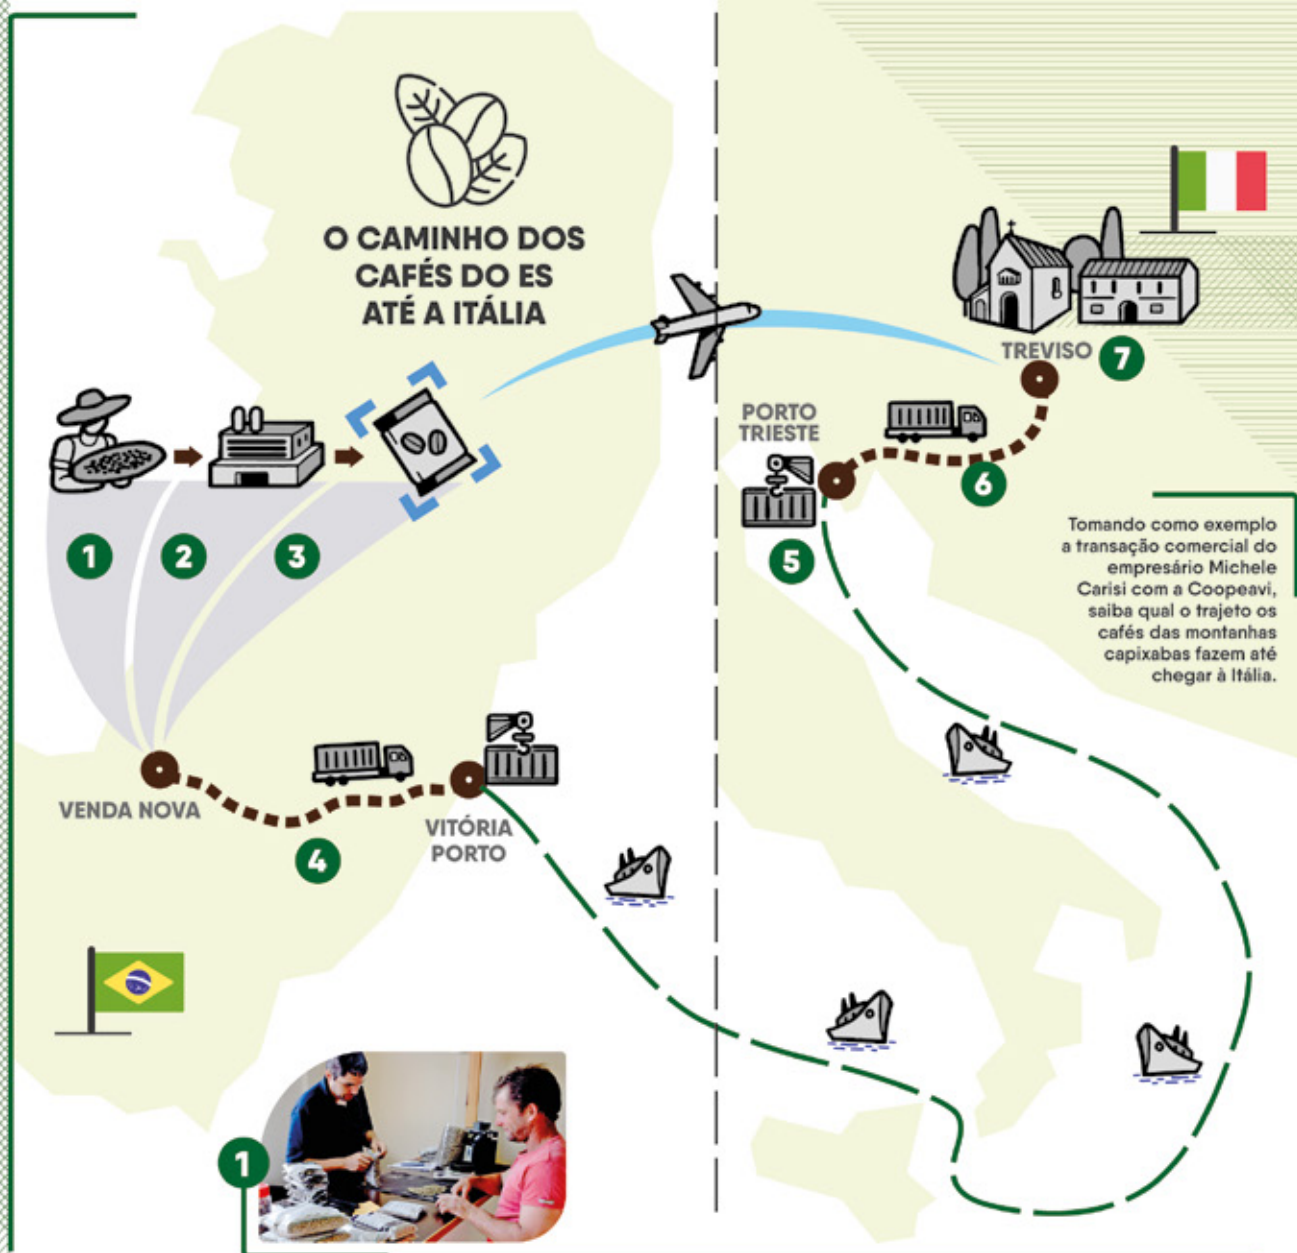 O CAMINHO DOS
CAFÉS DO ES
ATÉ A ITÁLIA
TREVISO
7
PORTO
TRIESTE
6
5
Tomando como exemplo
a transação comercial do
empresário Michele
Carisi com a Coopeavi,
saiba qual o trajeto os
cafés das montanhas
capixabas fazem até
chegar à Itália.
1
2
3
VENDA NOVA
4
VITÓRIA
PORTO
1